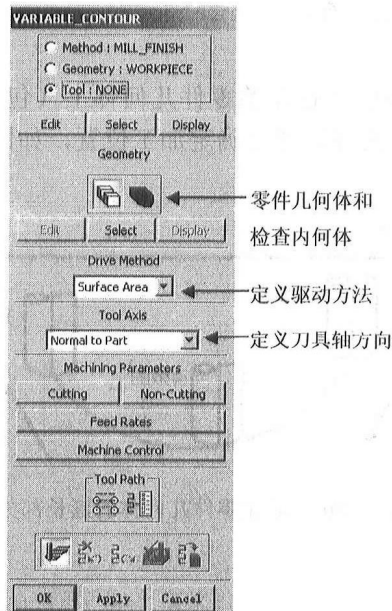 VARIABLE_CONTOUR
Method : MILL_FINISH
Geometry : WORKPIECE
Tool : NONE
Edit Select Display
Geometry
零件几何体和
检查内何体
Edit Select Display
Drive Method
Surface Area
定义驱动方法
Tool Axis
Normal to Part
定义刀具轴方向
Machining Parameters
Cutting Non-Cutting
Feed Rates
Machine Control
Tool Path
OK Apply Cancel